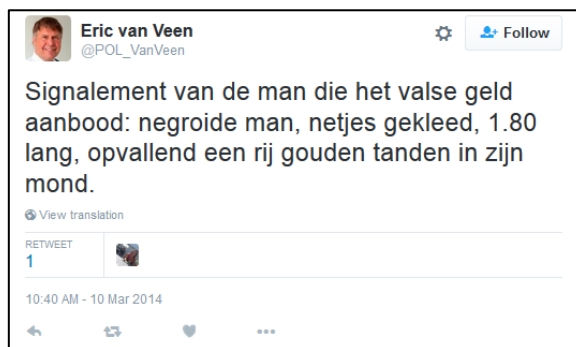 Eric van Veen
Follow
@POL_VanVeen
Signalement van de man die het valse geld
aanbood: negroide man, netjes gekleed, 1.80
lang, opvallend een rij gouden tanden in zijn
mond.
View translation
RETWEET
1
10:40 AM - 10 Mar 2014